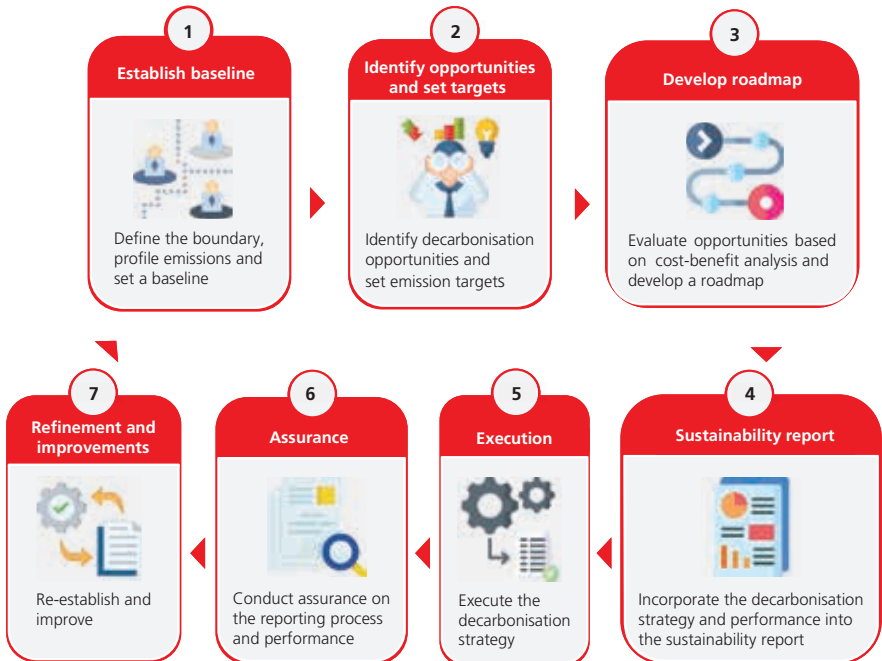 1
Establish baseline
Define the boundary,
profile emissions and
set a baseline
2
Identify opportunities
and set targets
Identify decarbonisation
opportunities and
set emission targets
3
Develop roadmap
Evaluate opportunities based
on cost-benefit analysis and
develop a roadmap
4
Sustainability report
Incorporate the decarbonisation
strategy and performance into
the sustainability report
5
Execution
Execute the
decarbonisation
strategy
6
Assurance
Conduct assurance on
the reporting process
and performance
7
Refinement and
improvements
Re-establish and
improve